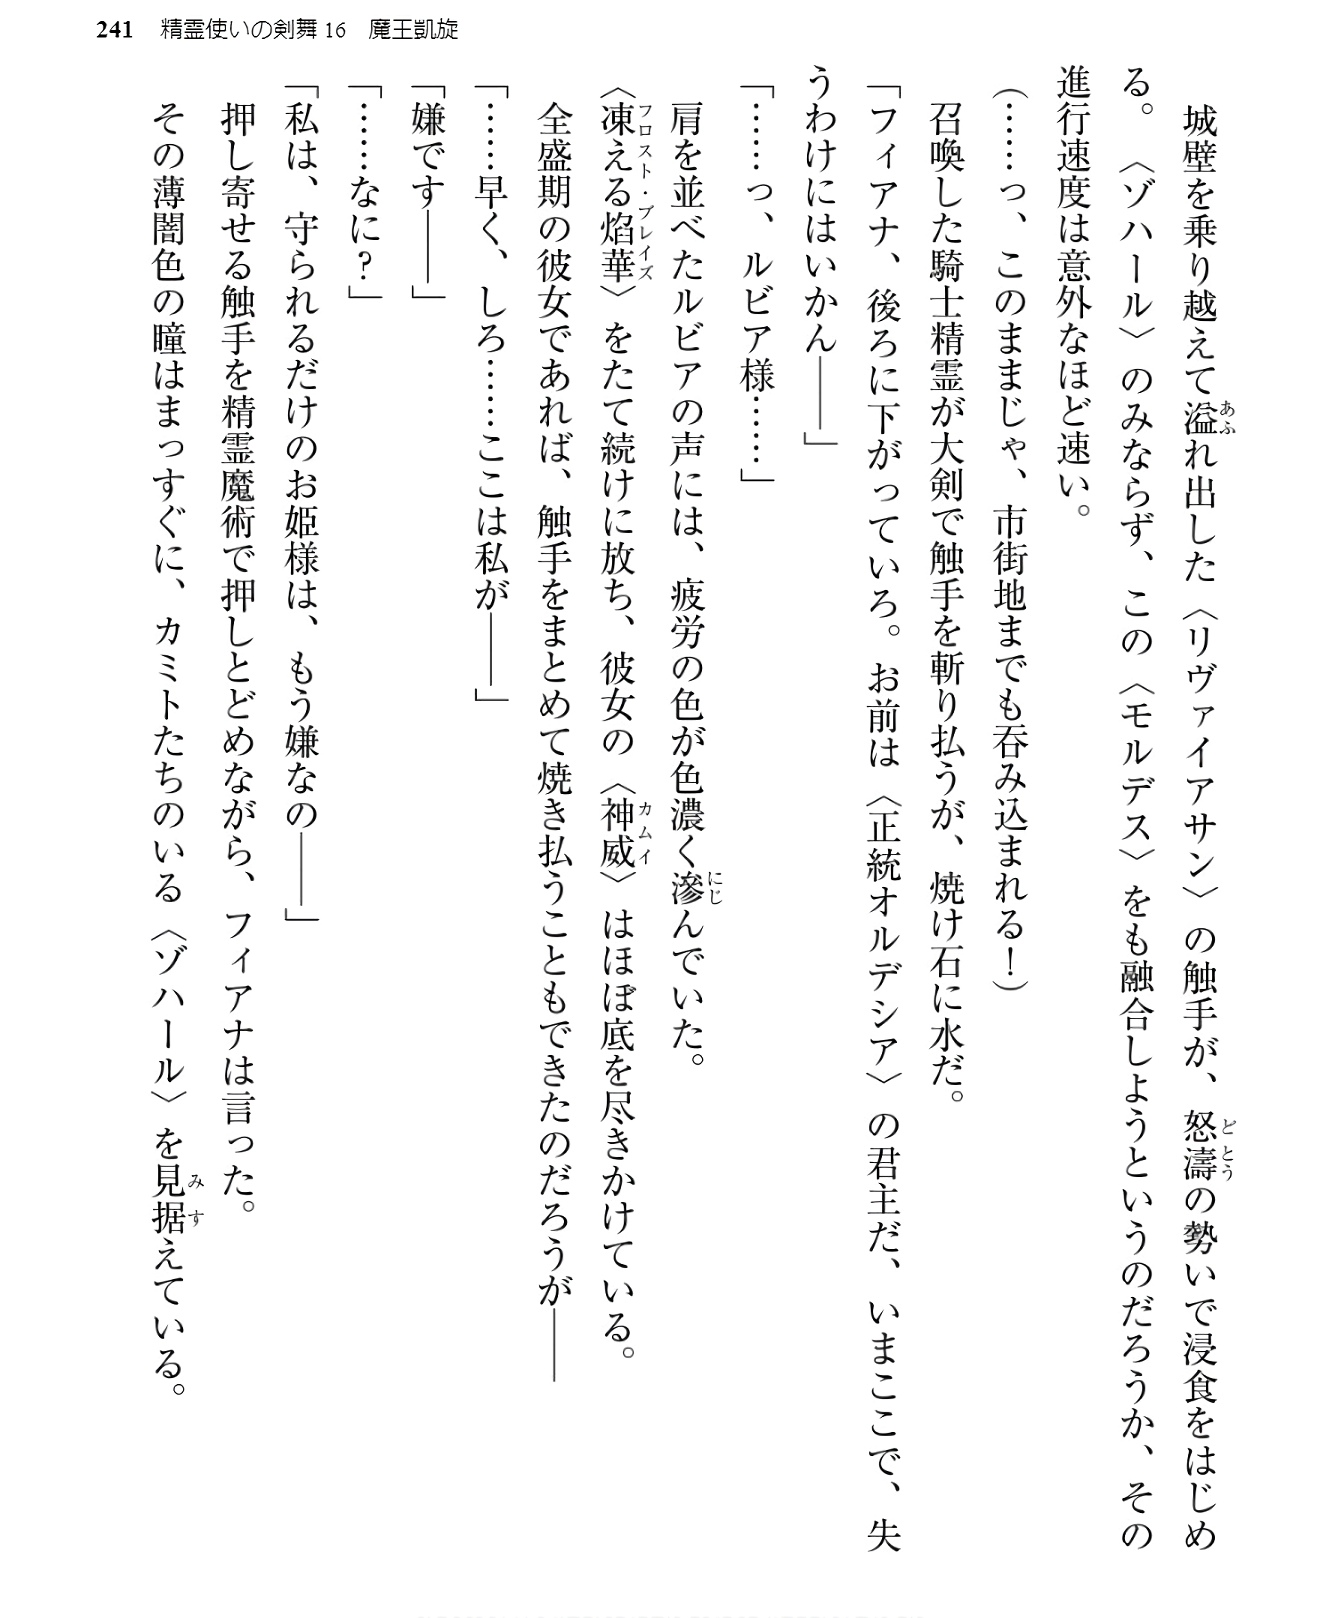 241 精霊使いの剣舞16 魔王凱旋
城壁を乗り越えて溢れ出した〈リヴァイアサン〉の触手が、怒濤の勢いで浸食をはじめ
る。〈ゾハール〉のみならず、この〈モルデス〉をも融合しようというのだろうか、その
進行速度は意外なほど速い。
(……っ、このままじゃ、市街地までも呑み込まれる!)
召喚した騎士精霊が大剣で触手を斬り払うが、焼け石に水だ。
「フィアナ、後ろに下がっていろ。お前は〈正統オルデシア〉の君主だ、いまここで、失
うわけにはいかん――」
「……っ、ルビア様……」
肩を並べたルビアの声には、疲労の色が色濃く滲んでいた。
〈凍える焰華〉をたて続けに放ち、彼女の〈神威〉はほぼ底を尽きかけている。
全盛期の彼女であれば、触手をまとめて焼き払うこともできたのだろうが――
「……早く、しろ……ここは私が――」
「嫌です――」
「……なに?」
「私は、守られるだけのお姫様は、もう嫌なの――」
押し寄せる触手を精霊魔術で押しとどめながら、フィアナは言った。
その薄闇色の瞳はまっすぐに、カミトたちのいる〈ゾハール〉を見据えている。